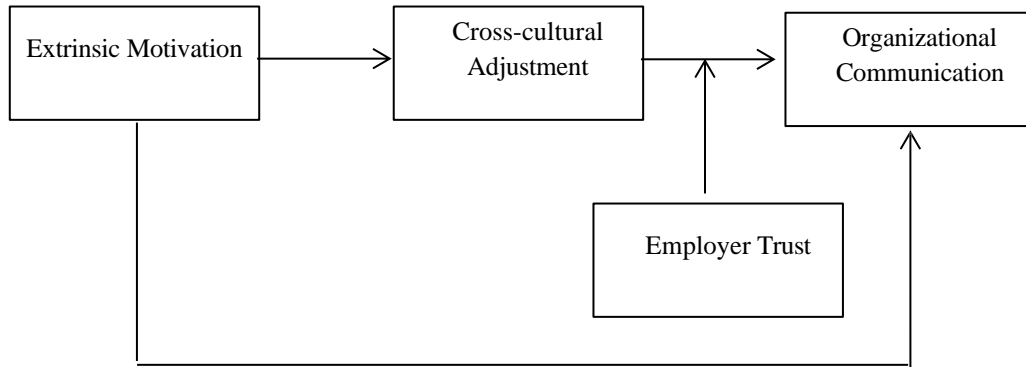 Extrinsic Motivation
Cross-cultural
Adjustment
Organizational
Communication
Employer Trust